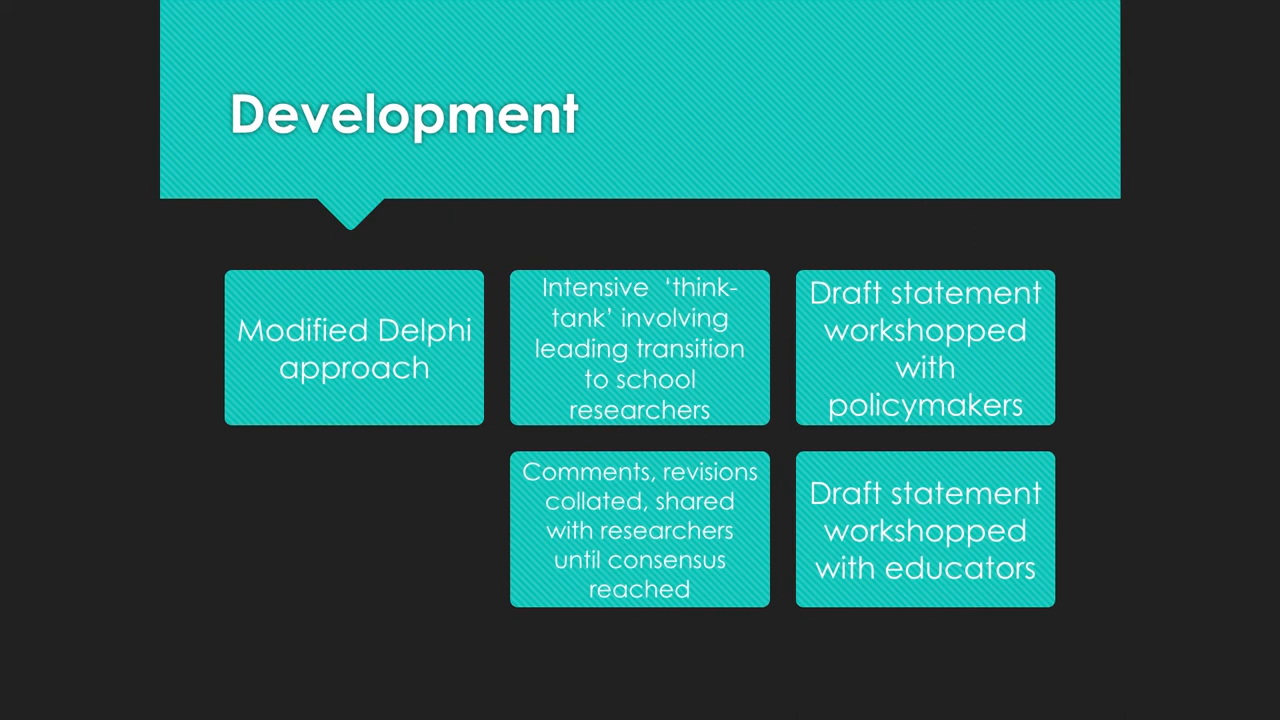 Development
Modified Delphi
approach
Intensive  ‘think-
tank’ involving
leading transition
to school
researchers
Draft statement
workshopped
with
policymakers
Comments, revisions
collated, shared
with researchers
until consensus
reached
Draft statement
workshopped
with educators